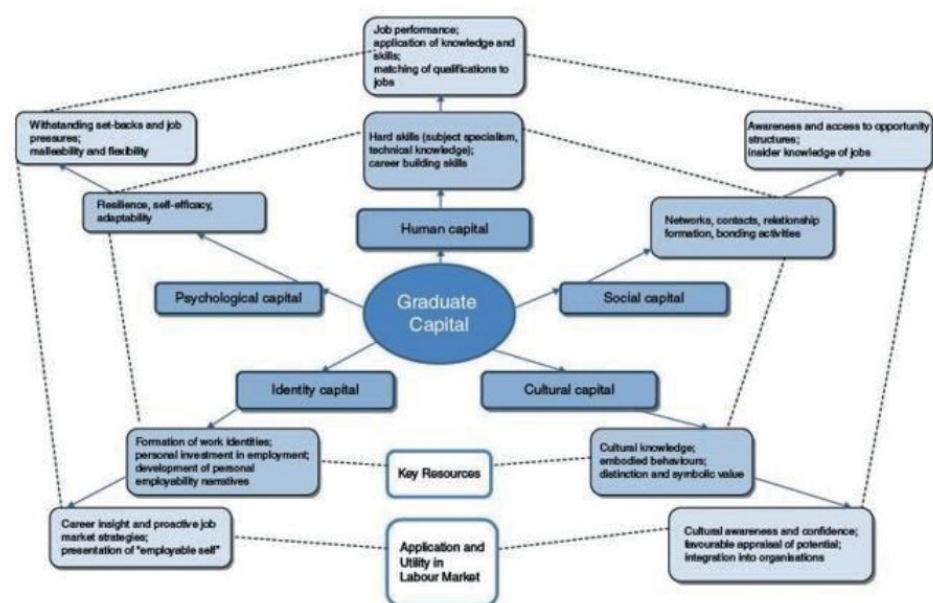 Job performance;
application of knowledge and
skills;
matching of qualifications to
jobs
Withstanding set-backs and job
pressures;
malleability and flexibility
Hard skills (subject specialism,
technical knowledge);
career building skills
Awareness and access to opportunity
structures;
insider knowledge of jobs
Resilience, self-efficacy,
adaptability
Human capital
Networks, contacts, relationship
formation, bonding activities
Psychological capital
Graduate
Capital
Social capital
Identity capital
Cultural capital
Formation of work identities;
personal investment in employment;
development of personal
employability narratives
Key Resources
Cultural knowledge;
embodied behaviours;
distinction and symbolic value
Career insight and proactive job
market strategies;
presentation of "employable self"
Application and
Utility in
Labour Market
Cultural awareness and confidence;
favourable appraisal of potential;
integration into organisations